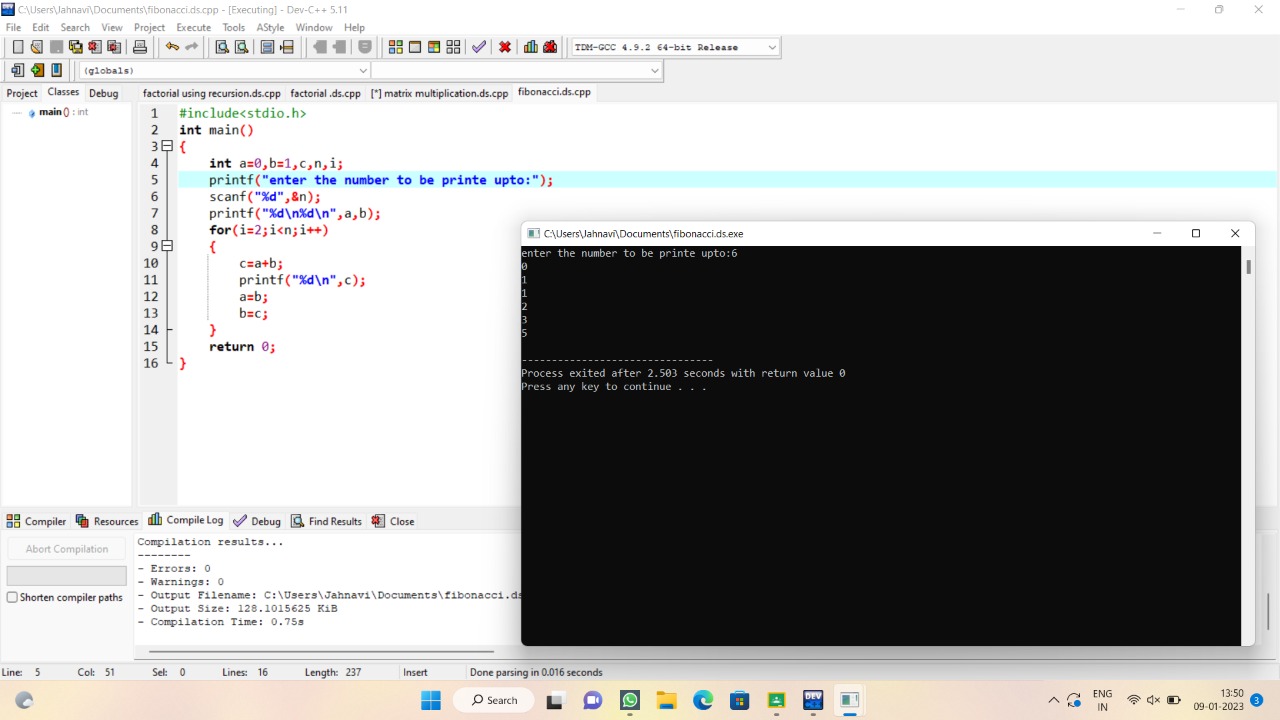 C:\Users\Jahnavi\Documents\fibonacci.ds.cpp - [Executing] - Dev-C++ 5.11
File Edit Search View Project Execute Tools AStyle Window Help
TDM-GCC 4.9.2 64-bit Release
(globals)
Project Classes Debug
factorial using recursion.ds.cpp factorial .ds.cpp [*] matrix multiplication.ds.cpp fibonacci.ds.cpp
main () : int
1 #include<stdio.h>
2 int main()
3 {
4 int a=0,b=1,c,n,i;
5 printf("enter the number to be printe upto:");
6 scanf("%d",&n);
7 printf("%d\n%d\n",a,b);
8 for(i=2;i<n;i++)
9 {
10 c=a+b;
11 printf("%d\n",c);
12 a=b;
13 b=c;
14 }
15 return 0;
16 }
C:\Users\Jahnavi\Documents\fibonacci.ds.exe
enter the number to be printe upto:6
0
1
1
2
3
5
--------------------------------
Process exited after 2.503 seconds with return value 0
Press any key to continue . . .
Compiler Resources Compile Log Debug Find Results Close
Abort Compilation
Shorten compiler paths
Compilation results...
--------
- Errors: 0
- Warnings: 0
- Output Filename: C:\Users\Jahnavi\Documents\fibonacci.ds
- Output Size: 128.1015625 KiB
- Compilation Time: 0.75s
Line: 5 Col: 51 Sel: 0 Lines: 16 Length: 237 Insert Done parsing in 0.016 seconds
Search
DEV
ENG
IN
13:50
09-01-2023
3